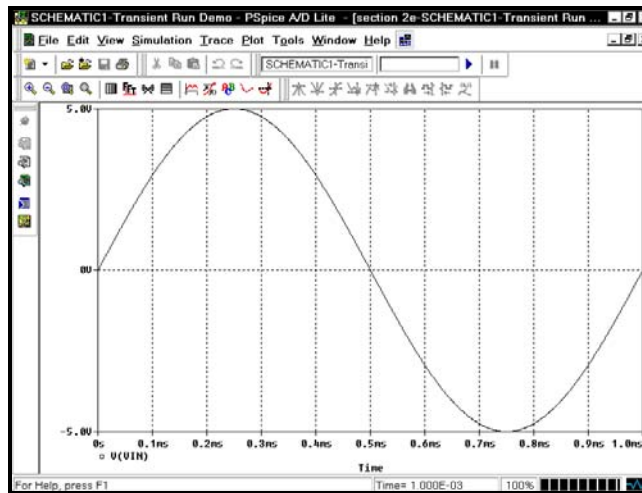 SCHEMATIC1-Transient Run Demo - PSpice A/D Lite - [section 2e-SCHEMATIC1-Transient Run ...
File Edit View Simulation Trace Plot Tools Window Help
SCHEMATIC1-Transi
5.0V
0V
-5.0V
0s 0.1ms 0.2ms 0.3ms 0.4ms 0.5ms 0.6ms 0.7ms 0.8ms 0.9ms 1.0ms
V(VIN)
Time
For Help, press F1 Time= 1.000E-03 100%